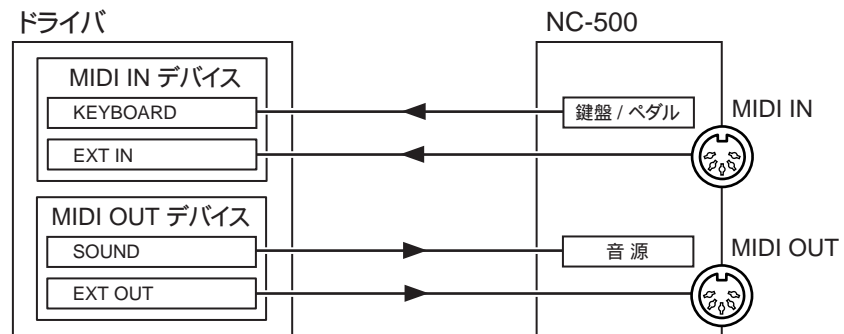 ドライバ
NC-500
MIDI IN デバイス
KEYBOARD
鍵盤 / ペダル
MIDI IN
EXT IN
MIDI OUT デバイス
SOUND
音 源
MIDI OUT
EXT OUT